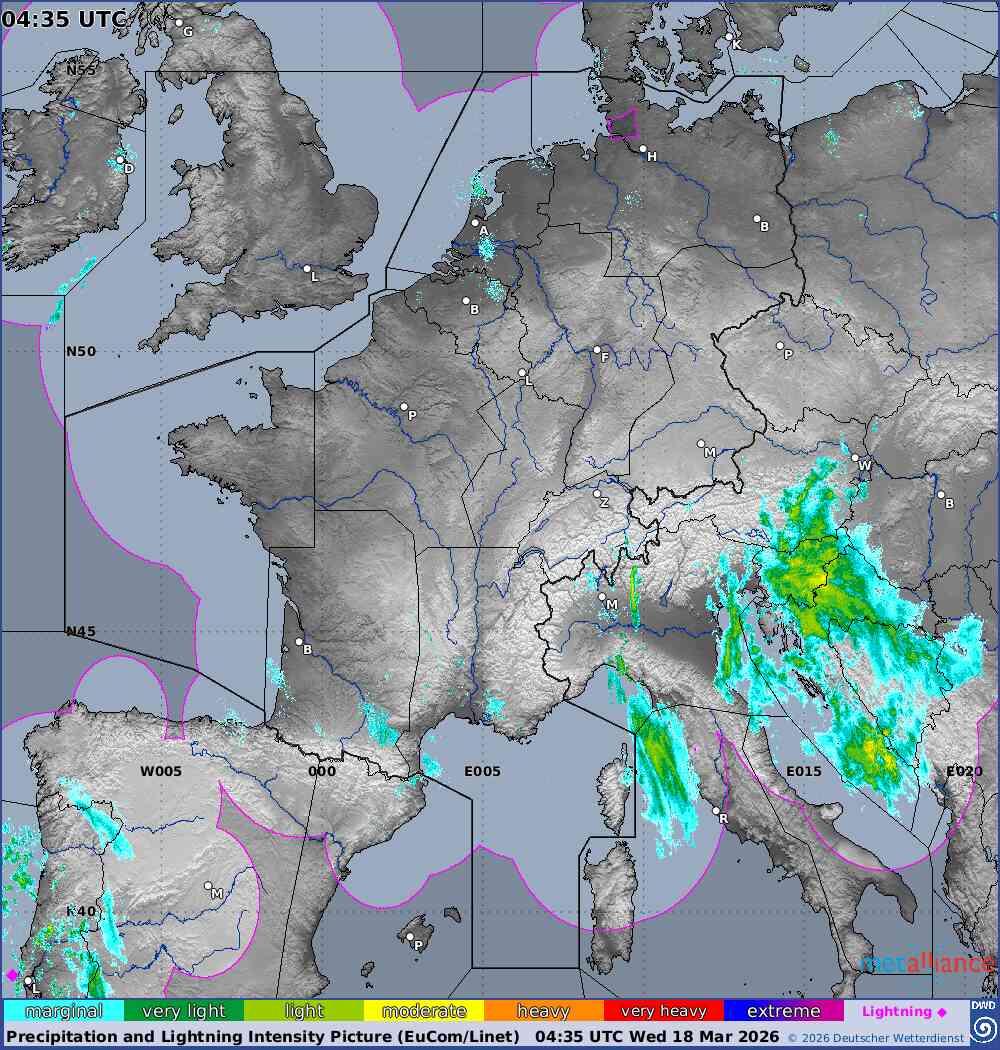 04:35 UTC
G
K
N55
D
H
A
B
L
B
N50
F
P
L
P
M
W
Z
B
M
N45
B
W005
000
E005
E015
E020
R
M
N40
P
metalliance
L
marginal very light light moderate heavy very heavy extreme Lightning
DWD
Precipitation and Lightning Intensity Picture (EuCom/Linet) 04:35 UTC Wed 18 Mar 2026 © 2026 Deutscher Wetterdienst